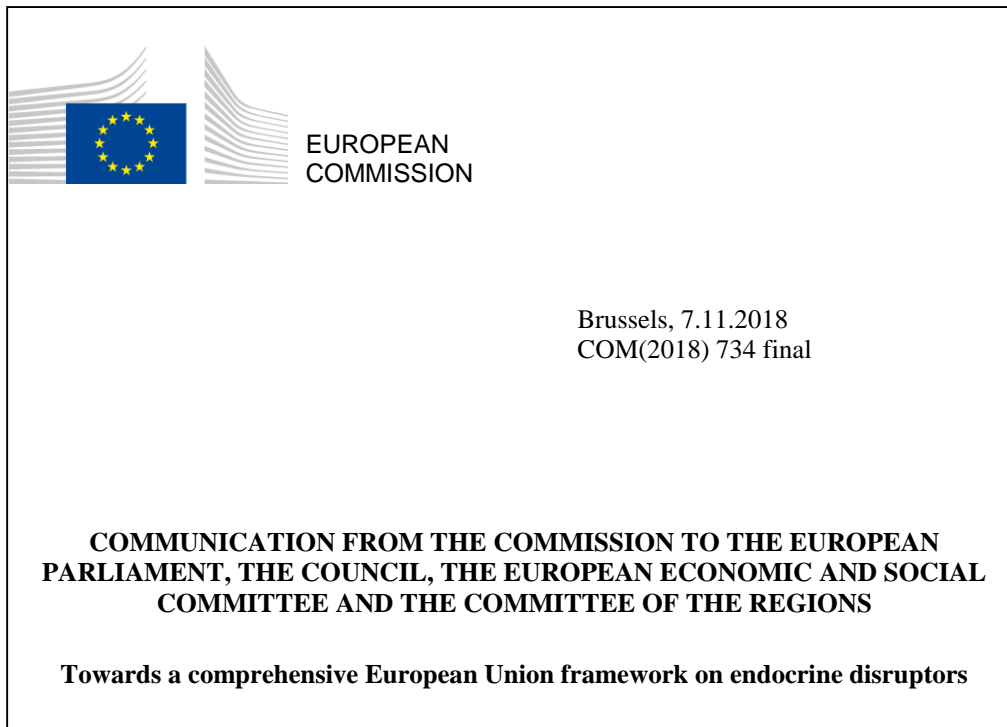 EUROPEAN
COMMISSION
Brussels, 7.11.2018
COM(2018) 734 final
COMMUNICATION FROM THE COMMISSION TO THE EUROPEAN
PARLIAMENT, THE COUNCIL, THE EUROPEAN ECONOMIC AND SOCIAL
COMMITTEE AND THE COMMITTEE OF THE REGIONS
Towards a comprehensive European Union framework on endocrine disruptors